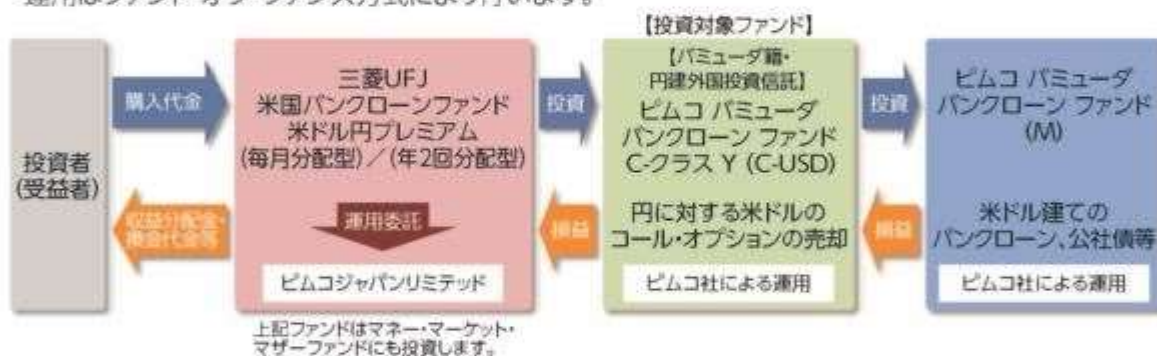 運用はファンド・オブ・ファンズ方式により行います。
【投資対象ファンド】
投資者
(受益者)
購入代金
収益分配金・
換金代金等
三菱UFJ
米国バンクローンファンド
米ドル円プレミアム
(毎月分配型)/(年2回分配型)
運用委託
ピムコジャパンリミテッド
上記ファンドはマネー・マーケット・
マザーファンドにも投資します。
投資
損益
【バミューダ籍・
円建外国投資信託】
ピムコ バミューダ
バンクローン ファンド
C-クラス Y (C-USD)
円に対する米ドルの
コール・オプションの売却
ピムコ社による運用
投資
損益
ピムコ バミューダ
バンクローン ファンド
(M)
米ドル建ての
バンクローン、公社債等
ピムコ社による運用